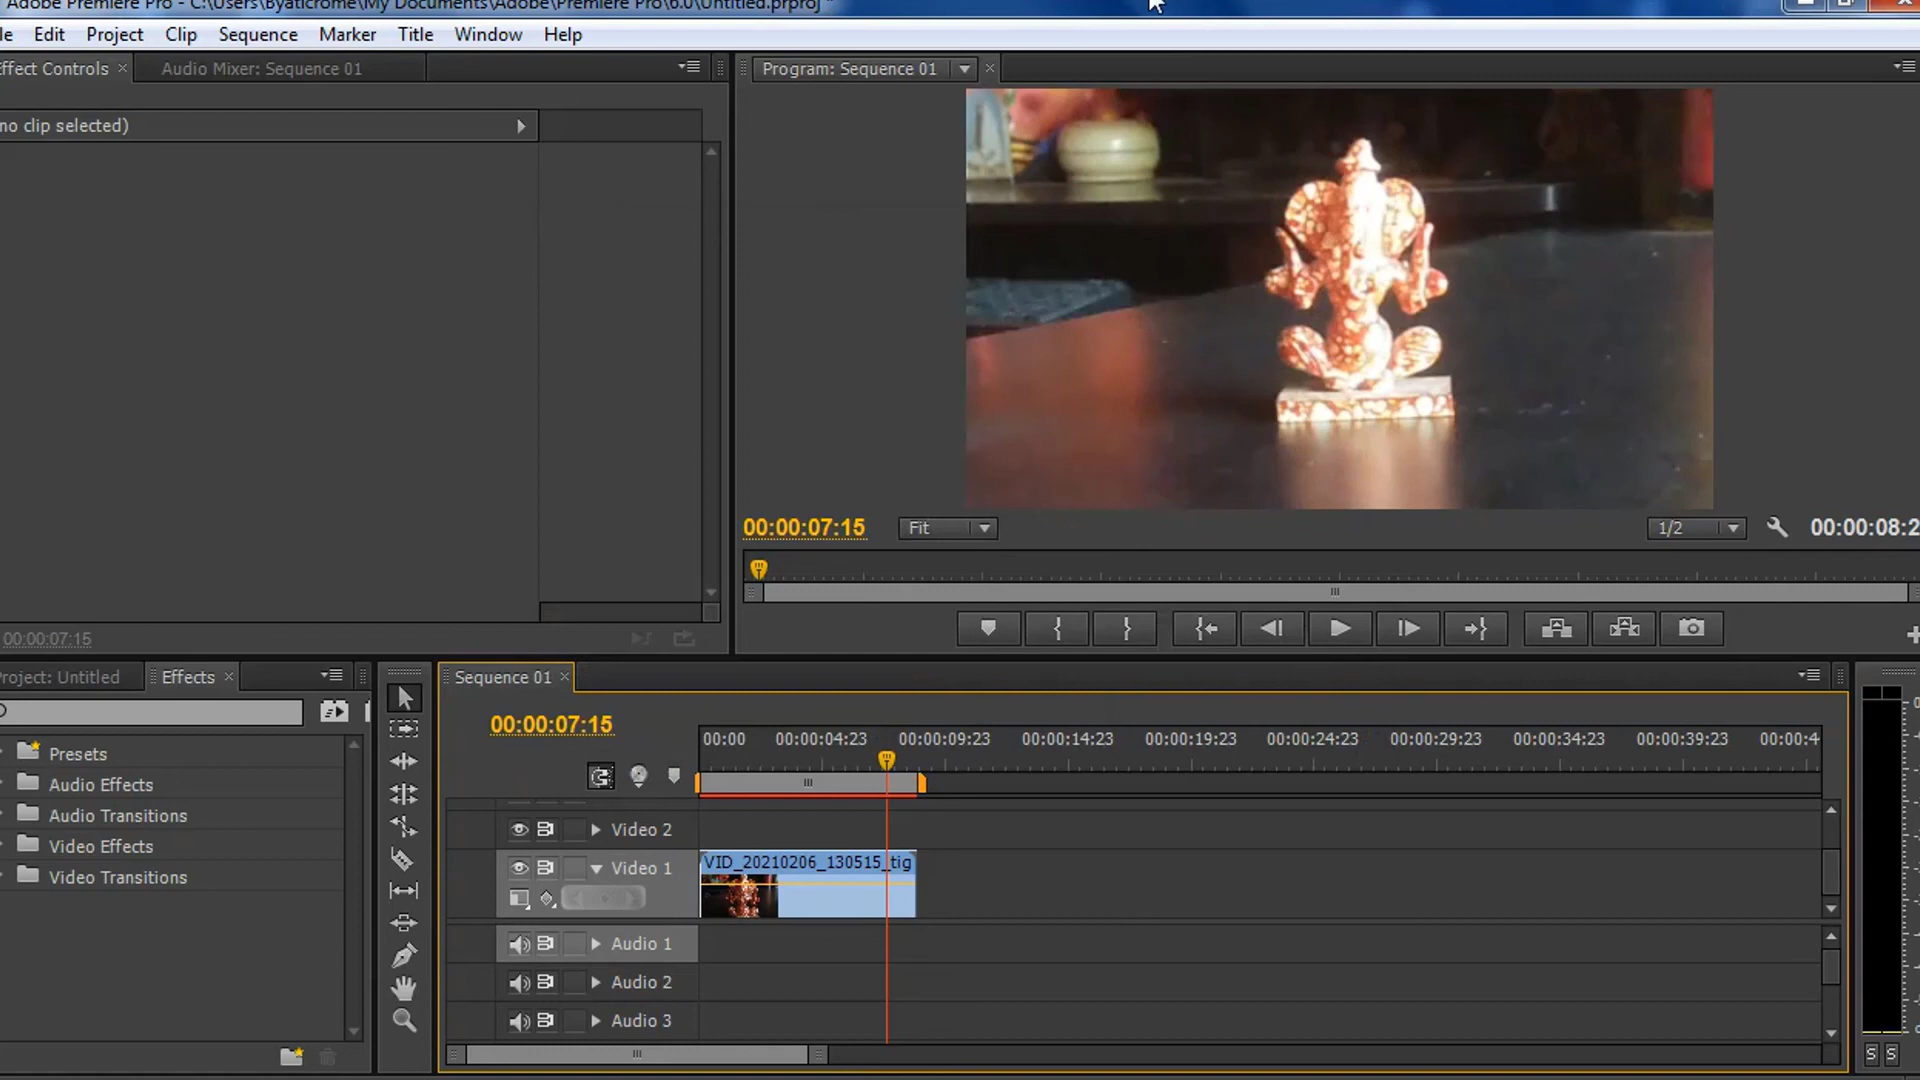 Adobe Premiere Pro - C:\Users\Byaticrome\My Documents\Adobe\Premiere Pro\6.0\Untitled.prproj *
le Edit Project Clip Sequence Marker Title Window Help
ffect Controls × Audio Mixer: Sequence 01
Program: Sequence 01 ×
no clip selected)
00:00:07:15 Fit 1/2 00:00:08:2
00:00:07:15
roject: Untitled Effects × Sequence 01 ×
00:00:07:15
00:00 00:00:04:23 00:00:09:23 00:00:14:23 00:00:19:23 00:00:24:23 00:00:29:23 00:00:34:23 00:00:39:23 00:00:4
Presets
Audio Effects
Audio Transitions
Video Effects
Video Transitions
Video 2
Video 1 VID_20210206_130515_tig
Audio 1
Audio 2
Audio 3
S S